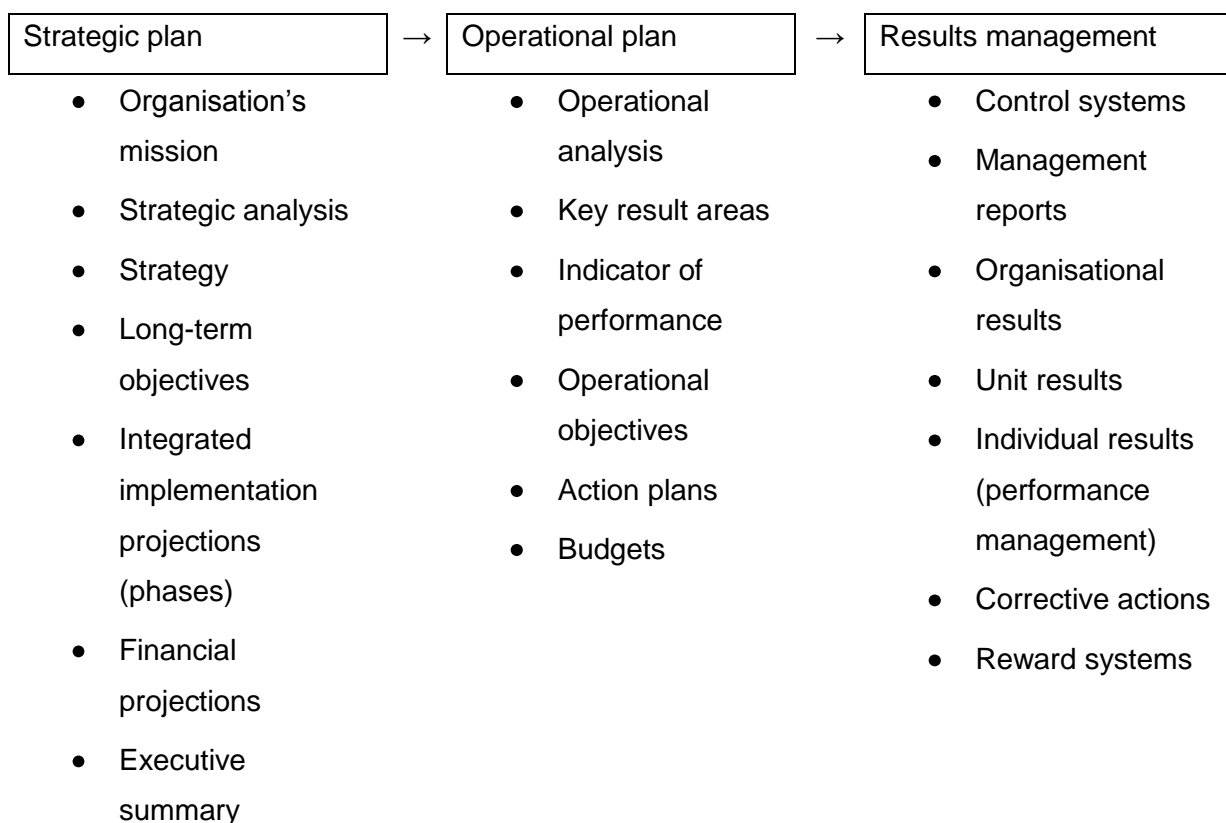 Strategic plan → Operational plan → Results management
• Organisation’s
mission
• Strategic analysis
• Strategy
• Long-term
objectives
• Integrated
implementation
projections
(phases)
• Financial
projections
• Executive
summary
• Operational
analysis
• Key result areas
• Indicator of
performance
• Operational
objectives
• Action plans
• Budgets
• Control systems
• Management
reports
• Organisational
results
• Unit results
• Individual results
(performance
management)
• Corrective actions
• Reward systems